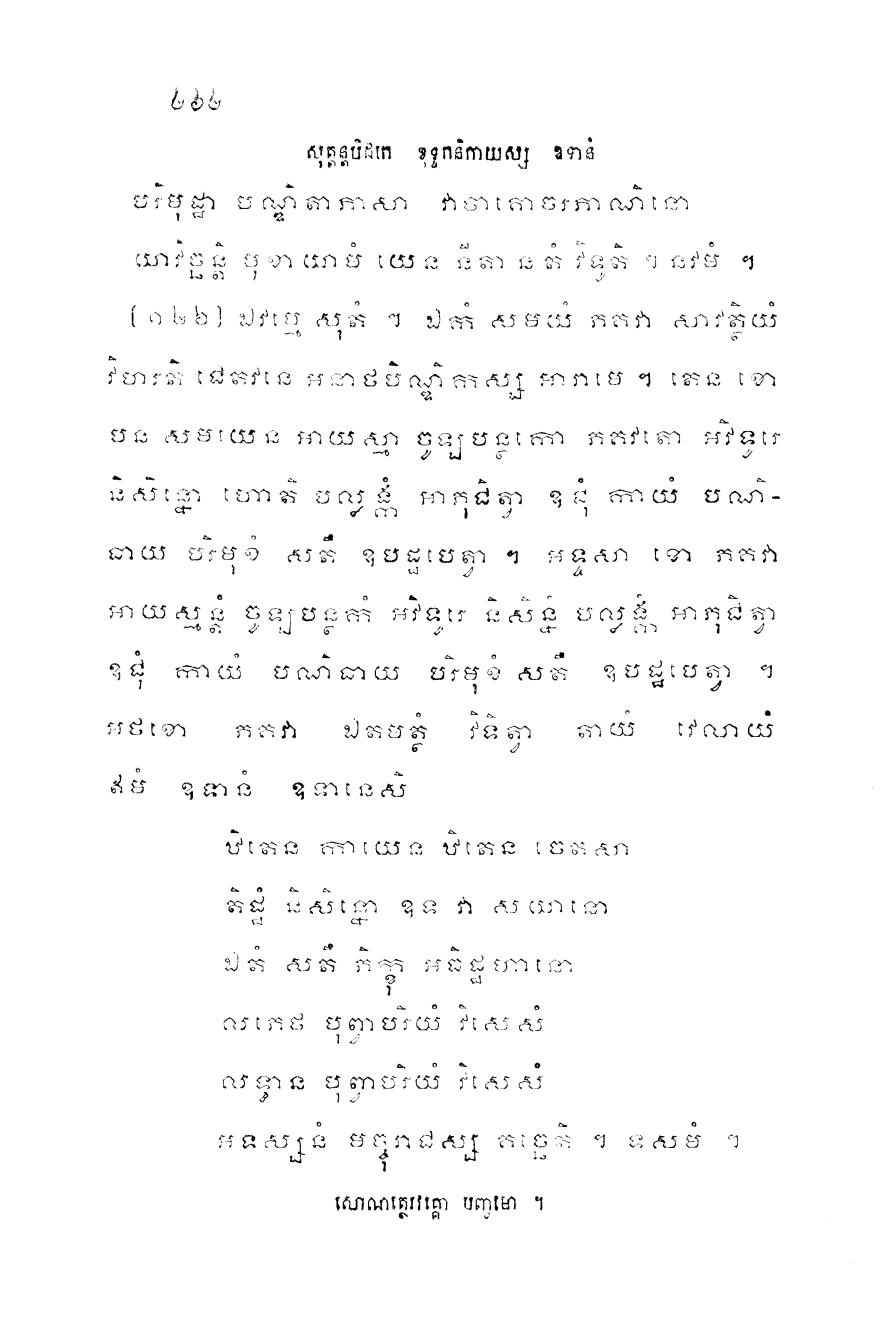 ២៦២
សុត្តន្តបិដកេ ខុទ្ទកនិកាយស្ស ឧទានំ
បរិមុដ្ឋា បណ្ឌិតាភាសា វាចាគោចរភាណិនោ
យាវិច្ឆន្តិ មុខាយាមំ យេន នីតា ន តំ វិទូតិ ។ នវមំ ។
[១២៦] ឯវម្មេ សុតំ ។ ឯកំ សមយំ ភគវា សាវត្ថិយំ
វិហរតិ ជេតវនេ អនាថបិណ្ឌិកស្ស អារាមេ ។ តេន ខោ
បន សមយេន អាយស្មា ចូឡបន្ថកោ ភគវតោ អវិទូរេ
និសិន្នោ ហោតិ បល្លង្កំ អាភុជិត្វា ឧជុំ កាយំ បណិ-
ធាយ បរិមុខំ សតឹ ឧបដ្ឋបេត្វា ។ អទ្ទសា ខោ ភគវា
អាយស្មន្តំ ចូឡបន្ថកំ អវិទូរេ និសិន្នំ បល្លង្កំ អាភុជិត្វា
ឧជុំ កាយំ បណិធាយ បរិមុខំ សតឹ ឧបដ្ឋបេត្វា ។
អថខោ ភគវា ឯតមត្ថំ វិទិត្វា តាយំ វេលាយំ
ឥមំ ឧទានំ ឧទានេសិ
ឋិតេន កាយេន ឋិតេន ចេតសា
តិដ្ឋំ និសិន្នោ ឧទ វា សយានោ
ឯតំ សតឹ ភិក្ខុ អធិដ្ឋហានោ
លភេថ បុព្វាបរិយំ វិសេសំ
លទ្ធាន បុព្វាបរិយំ វិសេសំ
អទស្សនំ មច្ចុរាជស្ស គច្ឆេតិ ។ ទសមំ ។
សោណត្ថេរវគ្គោ បញ្ចមោ ។